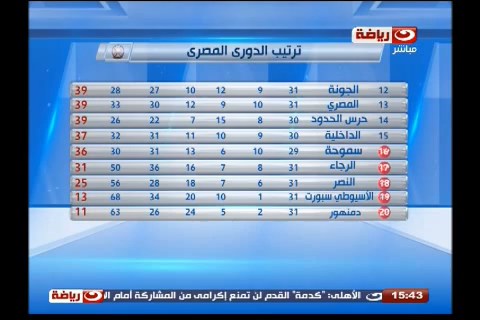 رياضة
مباشر
ترتيب الدورى المصرى
12 الجونة 31 9 12 10 27 28 39
13 المصري 31 10 9 12 30 33 39
14 حرس الحدود 30 8 15 7 22 26 39
15 الداخلية 30 9 10 11 31 32 37
16 سموحة 29 10 6 13 30 31 36
17 الرجاء 31 8 7 16 36 50 31
18 النصر 31 7 6 18 28 56 25
19 الأسيوطي سبورت 31 1 10 20 34 68 13
20 دمنهور 31 2 5 24 26 63 11
15:43 الأهلى: "كدمة" القدم لن تمنع إكرامى من المشاركة أمام الا رياضة